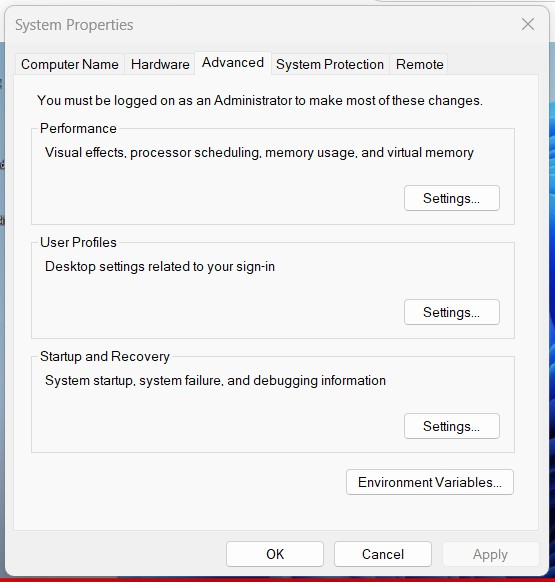 System Properties
Computer Name Hardware Advanced System Protection Remote
You must be logged on as an Administrator to make most of these changes.
Performance
Visual effects, processor scheduling, memory usage, and virtual memory
Settings...
User Profiles
Desktop settings related to your sign-in
Settings...
Startup and Recovery
System startup, system failure, and debugging information
Settings...
Environment Variables...
OK Cancel Apply